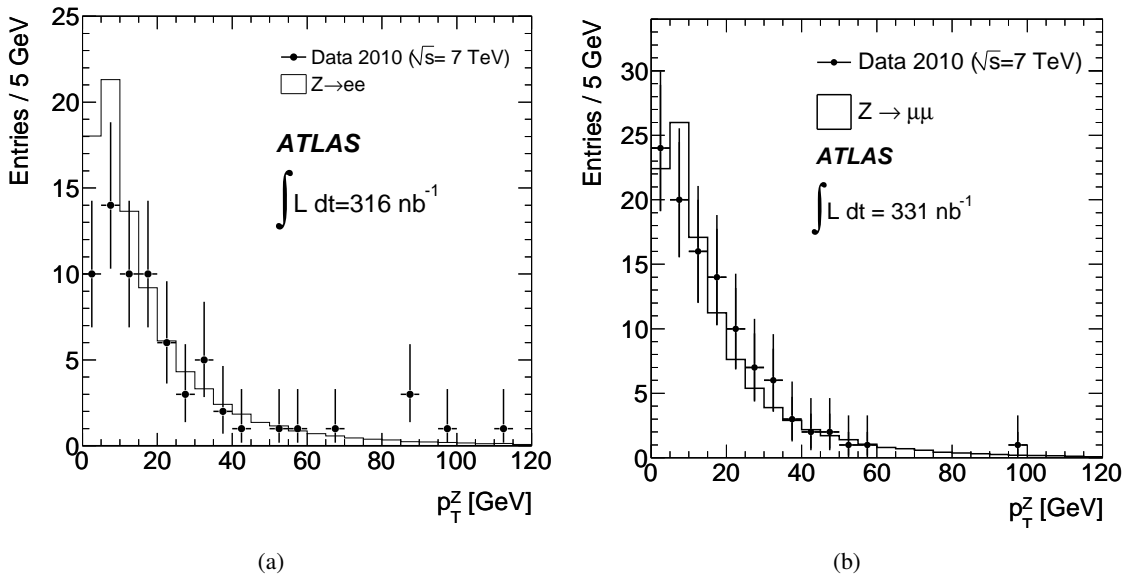 Entries / 5 GeV
25
20
15
10
5
0
0 20 40 60 80 100 120
p_T^Z [GeV]
Data 2010 (√s= 7 TeV)
Z→ee
ATLAS
∫ L dt=316 nb^-1
(a)
Entries / 5 GeV
30
25
20
15
10
5
0
0 20 40 60 80 100 120
p_T^Z [GeV]
Data 2010 (√s=7 TeV)
Z → μμ
ATLAS
∫ L dt = 331 nb^-1
(b)